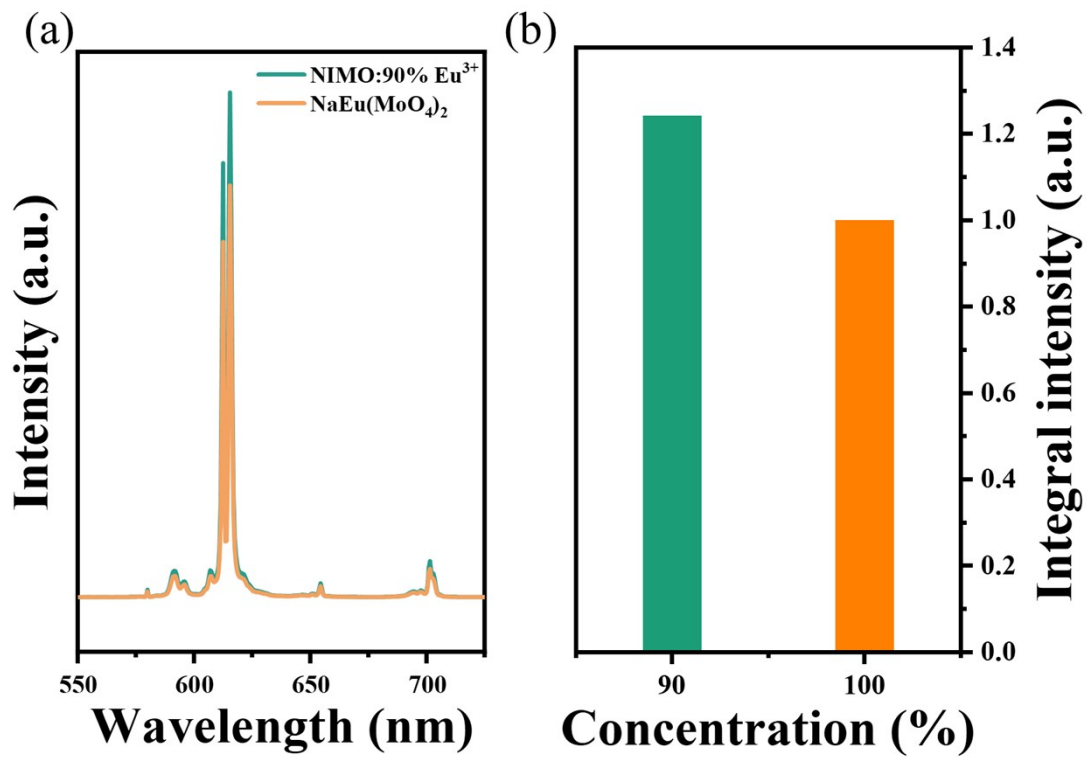 (a)
NIMO:90% Eu³⁺
NaEu(MoO₄)₂
Intensity (a.u.)
550 600 650 700
Wavelength (nm)
(b)
1.4
1.2
1.0
0.8
0.6
0.4
0.2
0.0
Integral intensity (a.u.)
90 100
Concentration (%)